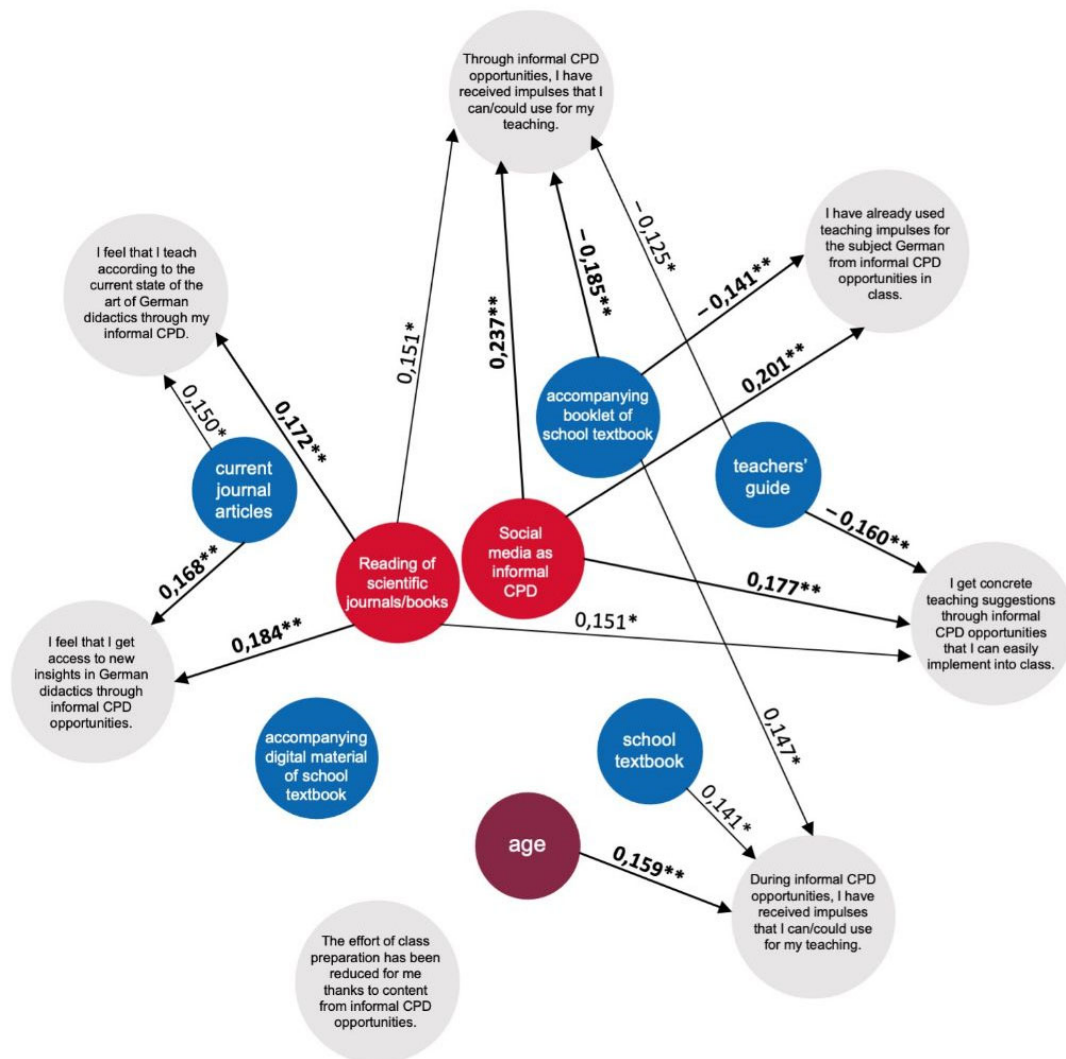 Through informal CPD
opportunities, I have
received impulses that I
can/could use for my
teaching.
I have already used
teaching impulses for
the subject German
from informal CPD
opportunities in
class.
I feel that I teach
according to the
current state of the
art of German
didactics through my
informal CPD.
– 0,125*
– 0,185**
– 0,141**
0,151*
0,237**
0,201**
0,150*
0,172**
accompanying
booklet of
school textbook
current
journal
articles
teachers'
guide
– 0,160**
0,168**
Reading of
scientific
journals/books
Social
media as
informal
CPD
0,177**
I get concrete
teaching suggestions
through informal
CPD opportunities
that I can easily
implement into class.
0,184**
0,151*
I feel that I get
access to new
insights in German
didactics through
informal CPD
opportunities.
accompanying
digital material
of school
textbook
school
textbook
0,147*
0,141*
age
0,159**
During informal CPD
opportunities, I have
received impulses
that I can/could use
for my teaching.
The effort of class
preparation has been
reduced for me
thanks to content
from informal CPD
opportunities.